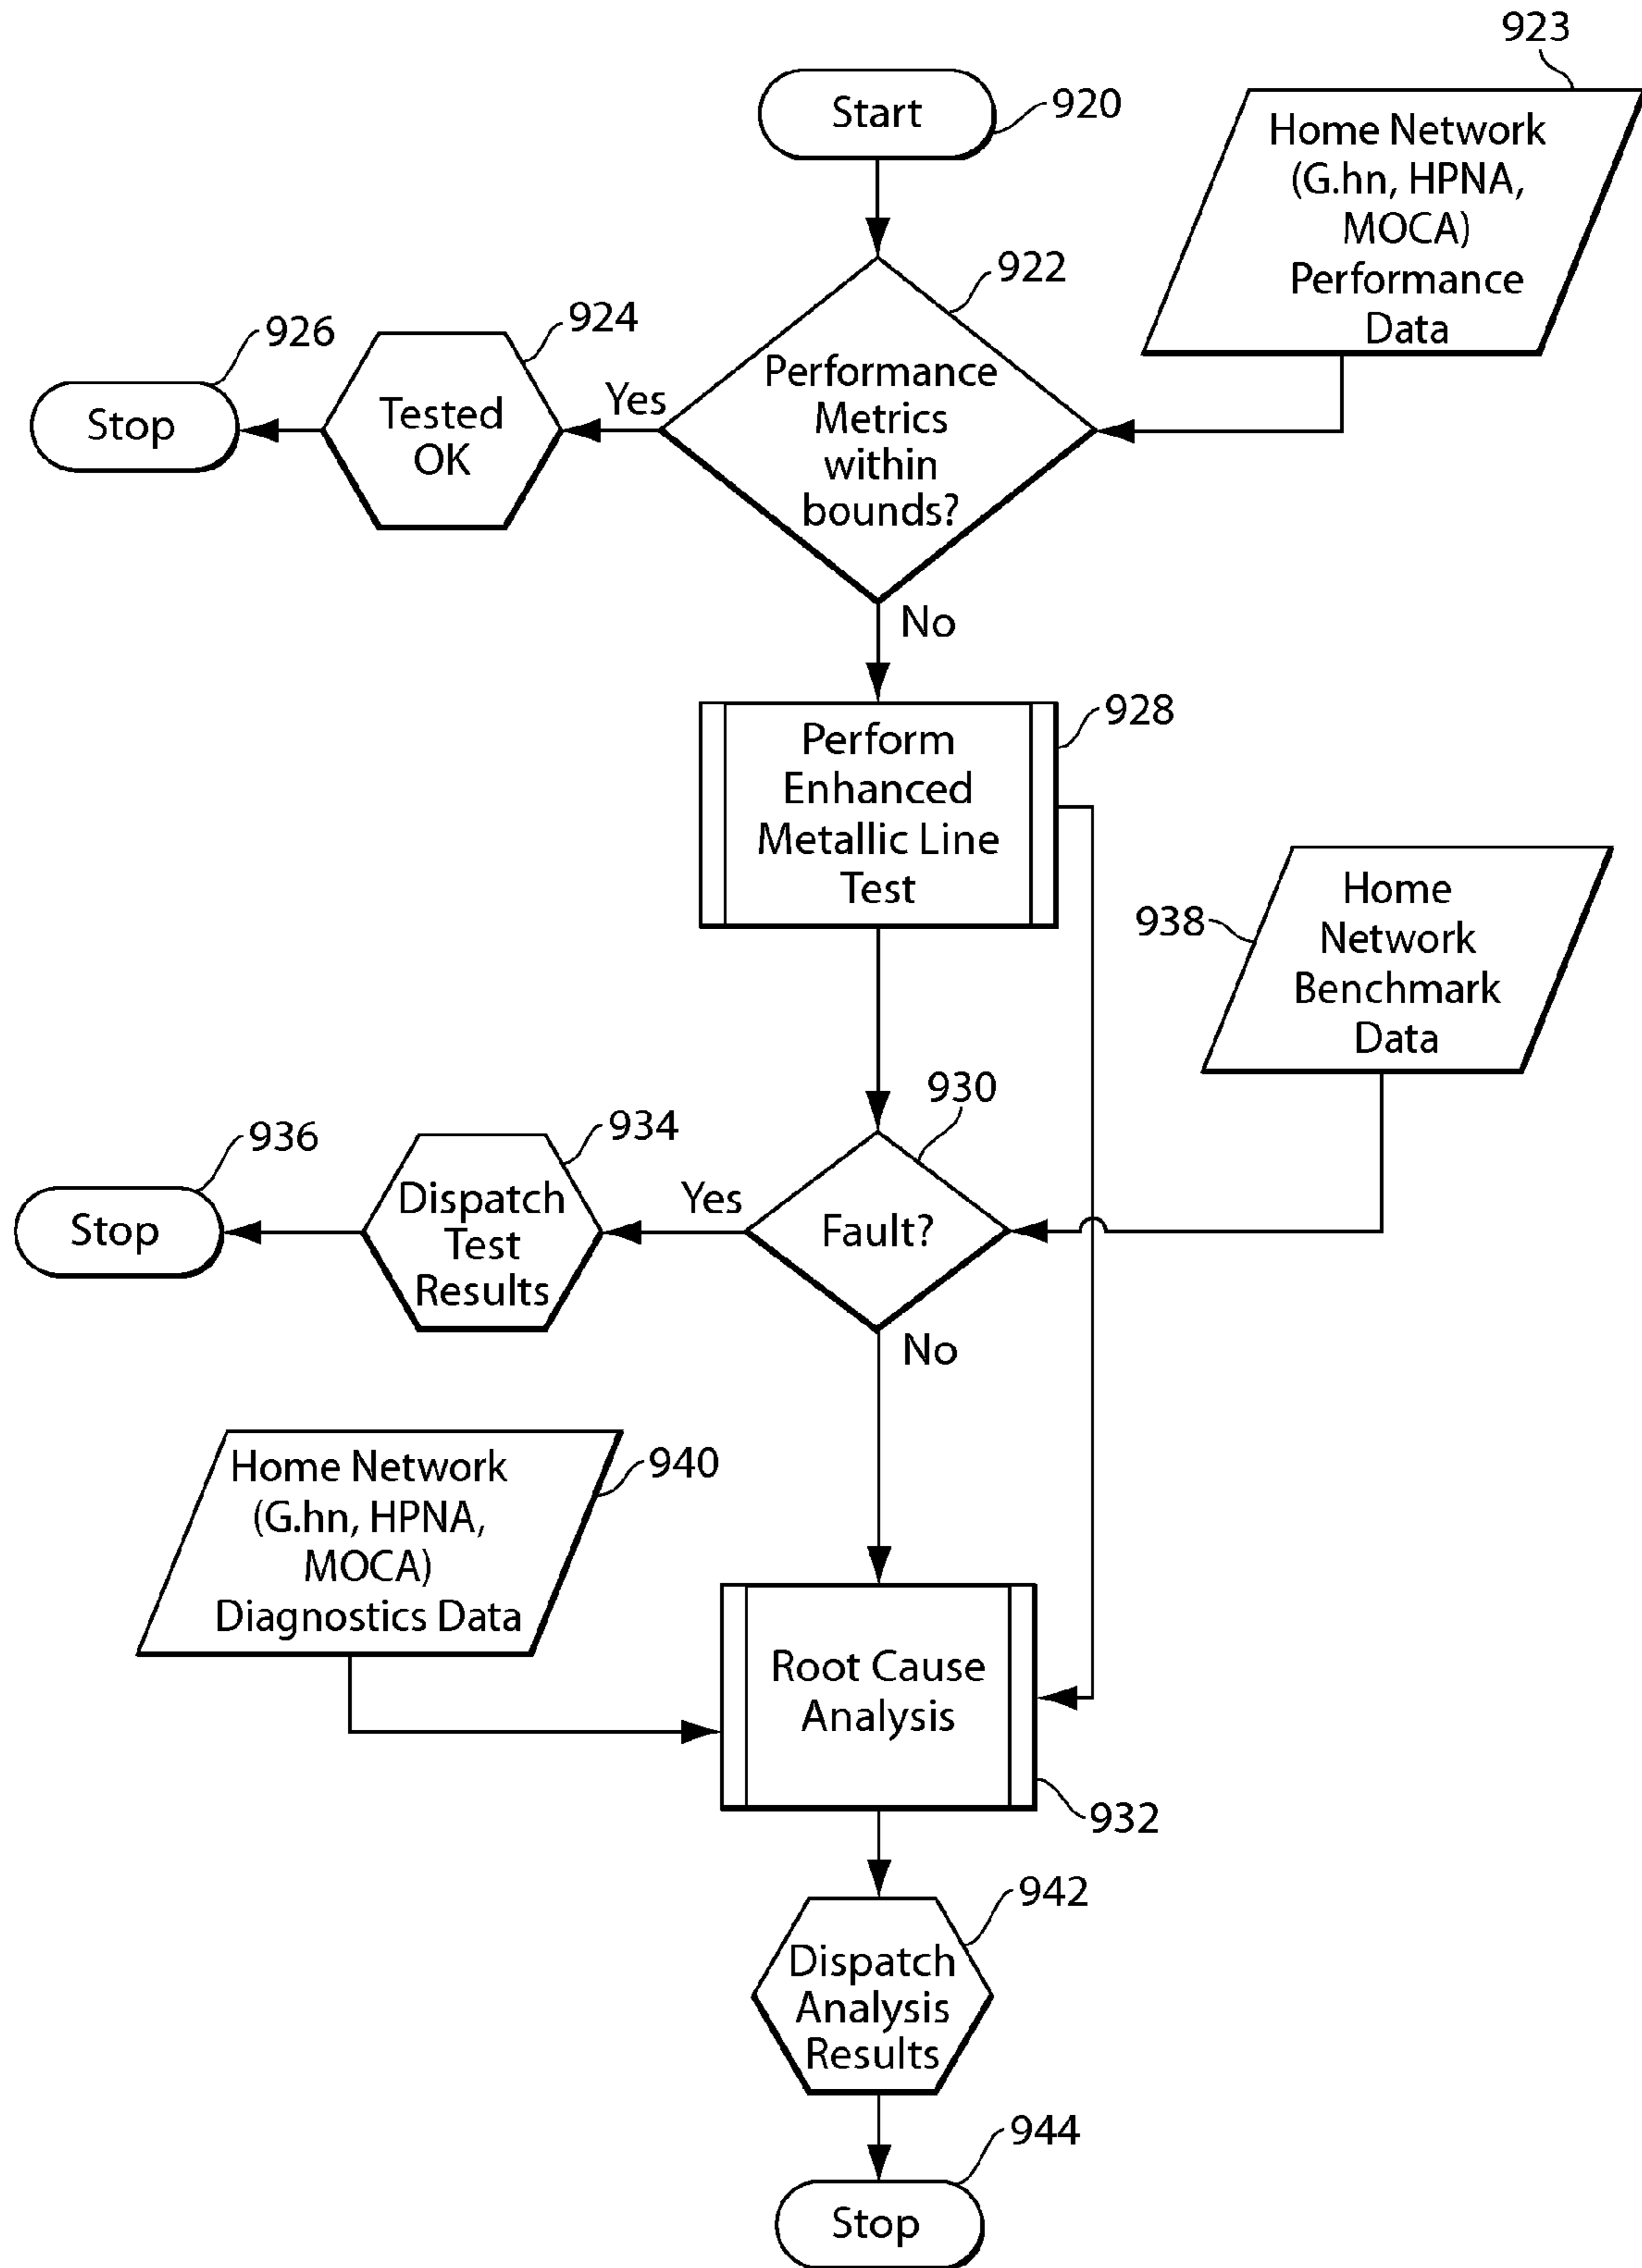 923
Start
920
Home Network
(G.hn, HPNA,
MOCA)
Performance
Data
922
Performance
Metrics
within
bounds?
Yes
924
Tested
OK
926
Stop
No
928
Perform
Enhanced
Metallic Line
Test
938
Home
Network
Benchmark
Data
930
Fault?
Yes
934
Dispatch
Test
Results
936
Stop
No
940
Home Network
(G.hn, HPNA,
MOCA)
Diagnostics Data
Root Cause
Analysis
932
942
Dispatch
Analysis
Results
944
Stop